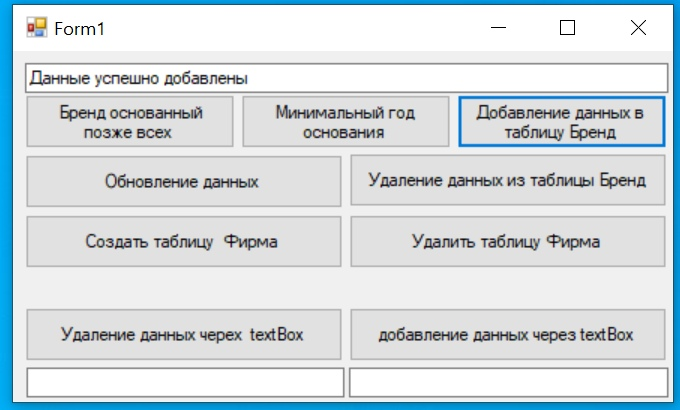 Form1
Данные успешно добавлены
Бренд основанный
позже всех
Минимальный год
основания
Добавление данных в
таблицу Бренд
Обновление данных
Удаление данных из таблицы Бренд
Создать таблицу Фирма
Удалить таблицу Фирма
Удаление данных черех textBox
добавление данных через textBox